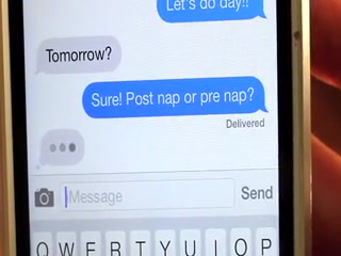 Let's do day!!
Tomorrow?
Sure! Post nap or pre nap?
Delivered
Message
Send
Q W E R T Y U I O P